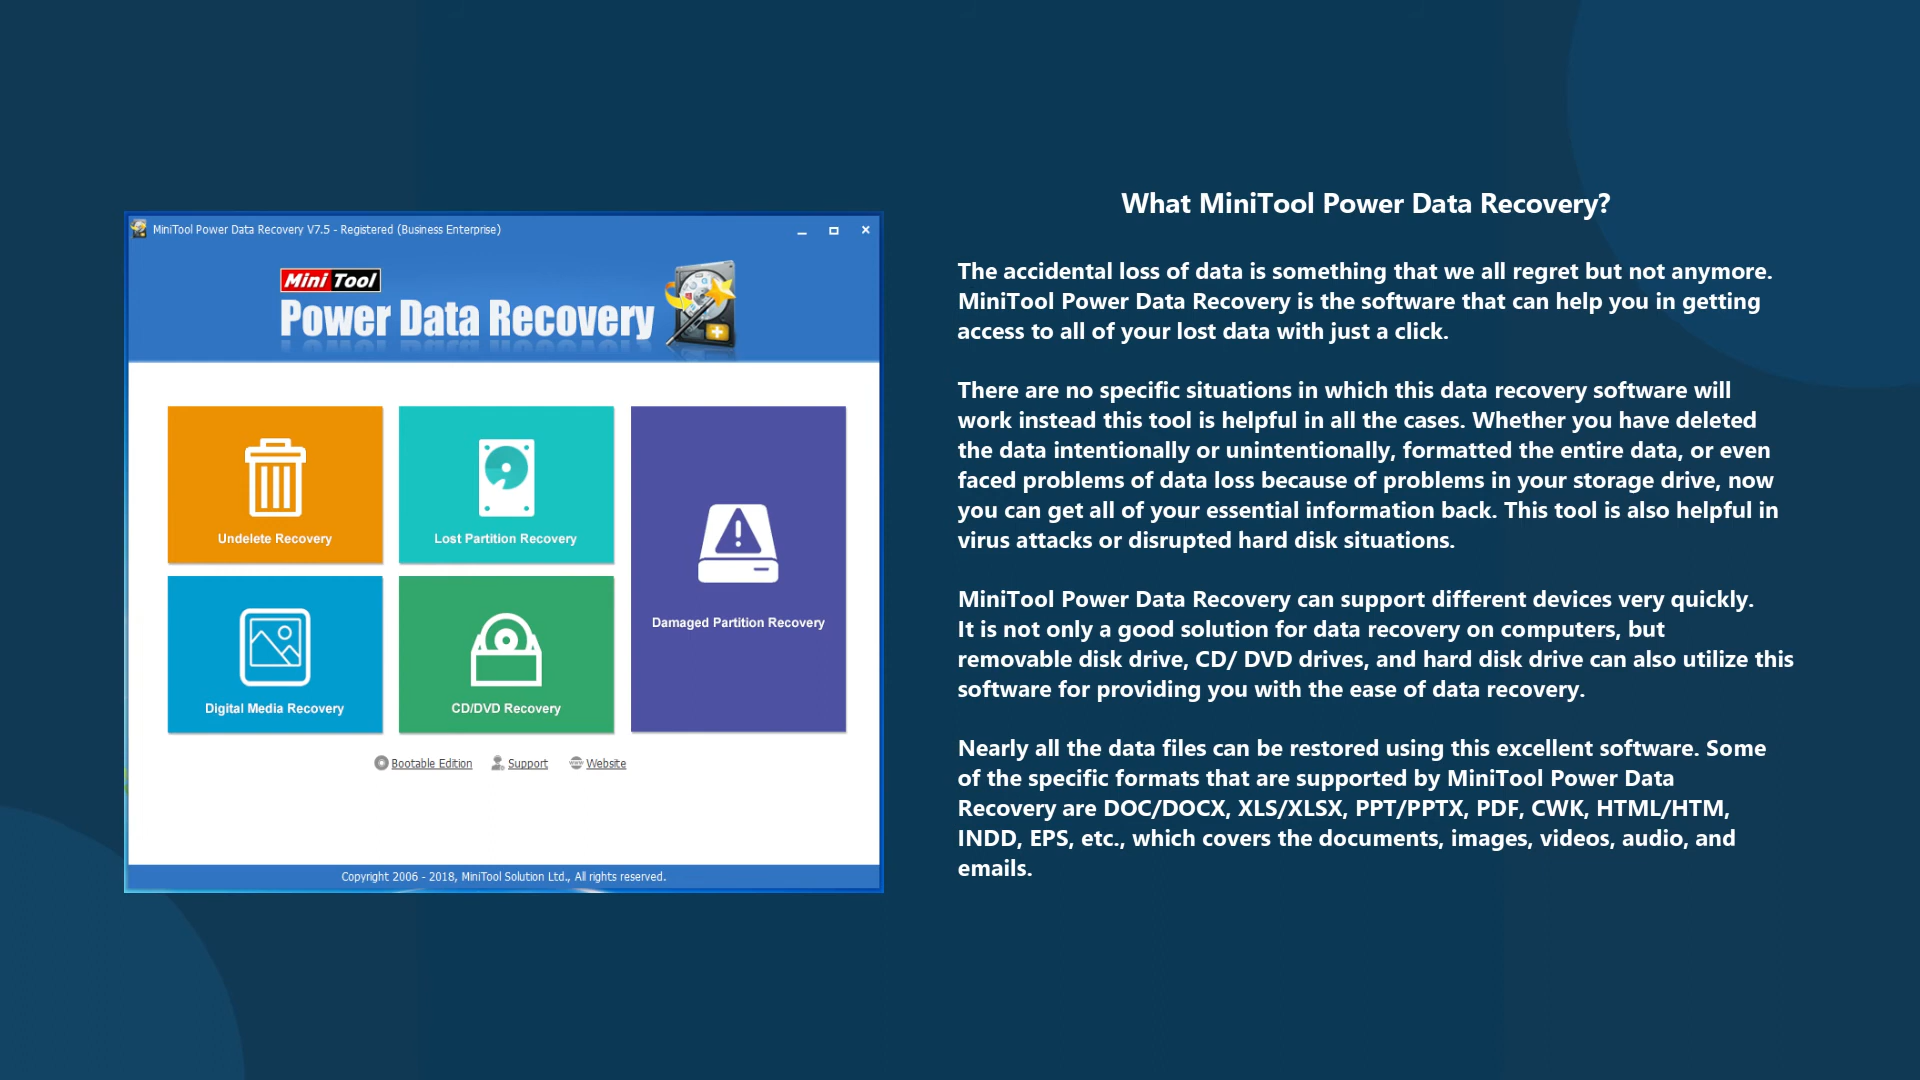 MiniTool Power Data Recovery V7.5 - Registered (Business Enterprise)
Mini Tool
Power Data Recovery
Undelete Recovery
Lost Partition Recovery
Damaged Partition Recovery
Digital Media Recovery
CD/DVD Recovery
Bootable Edition
Support
Website
Copyright 2006 - 2018, MiniTool Solution Ltd., All rights reserved.
What MiniTool Power Data Recovery?
The accidental loss of data is something that we all regret but not anymore.
MiniTool Power Data Recovery is the software that can help you in getting
access to all of your lost data with just a click.
There are no specific situations in which this data recovery software will
work instead this tool is helpful in all the cases. Whether you have deleted
the data intentionally or unintentionally, formatted the entire data, or even
faced problems of data loss because of problems in your storage drive, now
you can get all of your essential information back. This tool is also helpful in
virus attacks or disrupted hard disk situations.
MiniTool Power Data Recovery can support different devices very quickly.
It is not only a good solution for data recovery on computers, but
removable disk drive, CD/ DVD drives, and hard disk drive can also utilize this
software for providing you with the ease of data recovery.
Nearly all the data files can be restored using this excellent software. Some
of the specific formats that are supported by MiniTool Power Data
Recovery are DOC/DOCX, XLS/XLSX, PPT/PPTX, PDF, CWK, HTML/HTM,
INDD, EPS, etc., which covers the documents, images, videos, audio, and
emails.